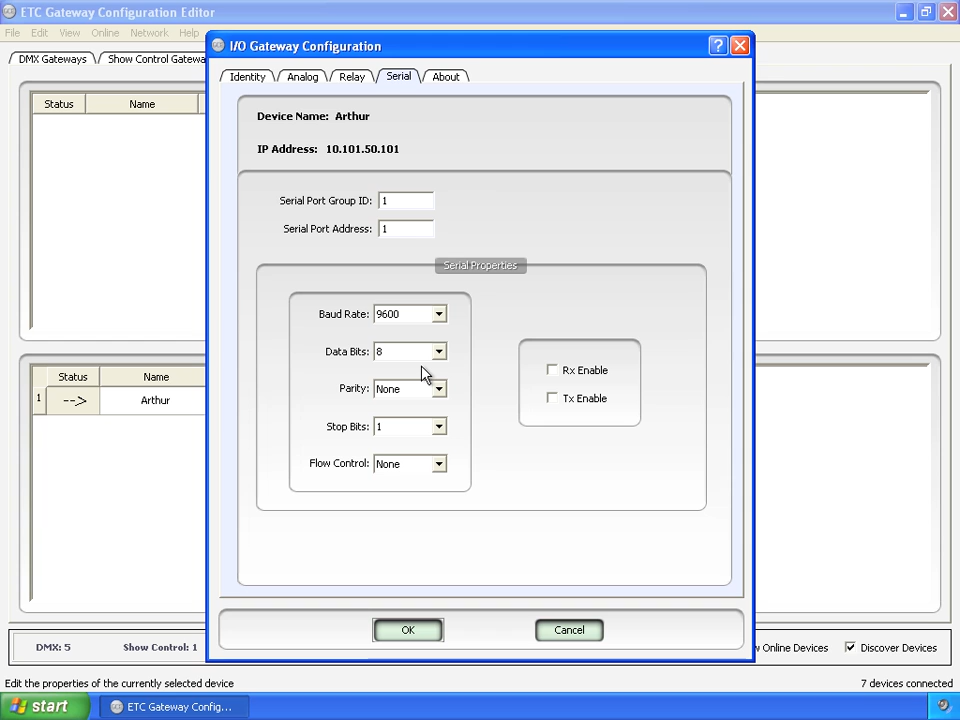 ETC Gateway Configuration Editor
File Edit View Online Network Help
DMX Gateways Show Control Gatewa
Status Name
I/O Gateway Configuration
Identity Analog Relay Serial About
Device Name: Arthur
IP Address: 10.101.50.101
Serial Port Group ID: 1
Serial Port Address: 1
Serial Properties
Baud Rate: 9600
Data Bits: 8
Parity: None
Stop Bits: 1
Flow Control: None
Rx Enable
Tx Enable
OK Cancel
Status Name
1 --> Arthur
DMX: 5 Show Control: 1
Online Devices Discover Devices
Edit the properties of the currently selected device 7 devices connected
start ETC Gateway Config...